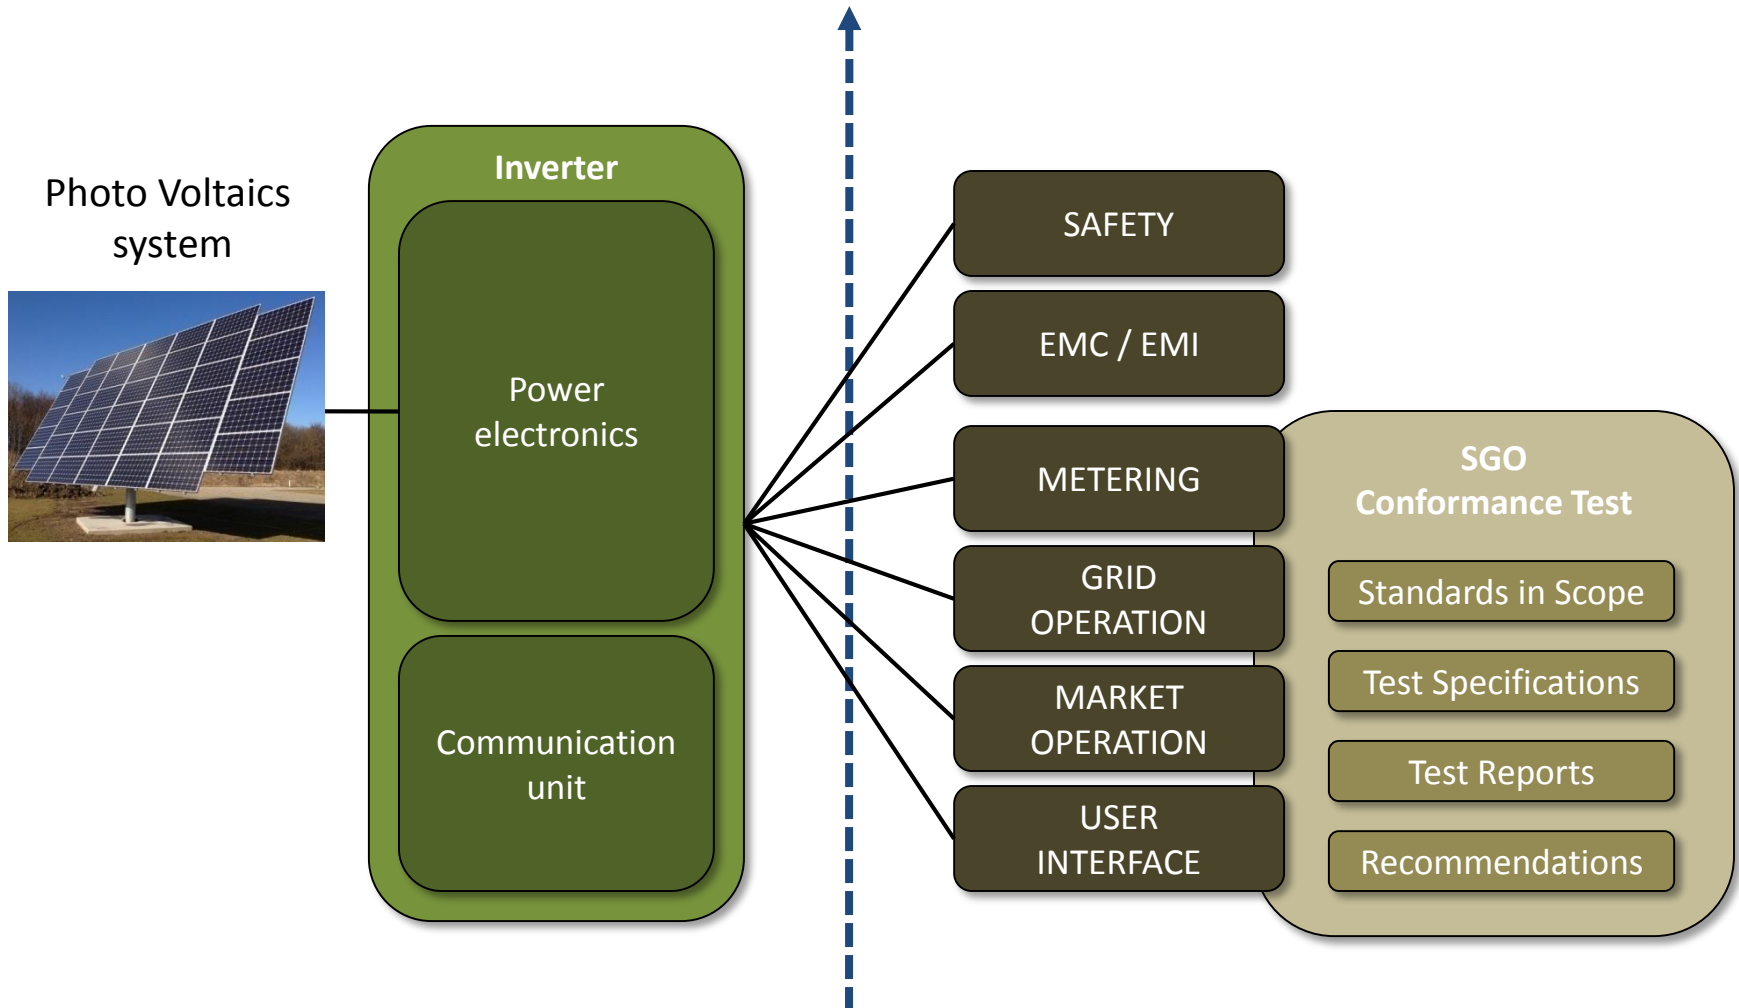 Photo Voltaics
system
Inverter
Power
electronics
Communication
unit
SAFETY
EMC / EMI
METERING
GRID
OPERATION
MARKET
OPERATION
USER
INTERFACE
SGO
Conformance Test
Standards in Scope
Test Specifications
Test Reports
Recommendations